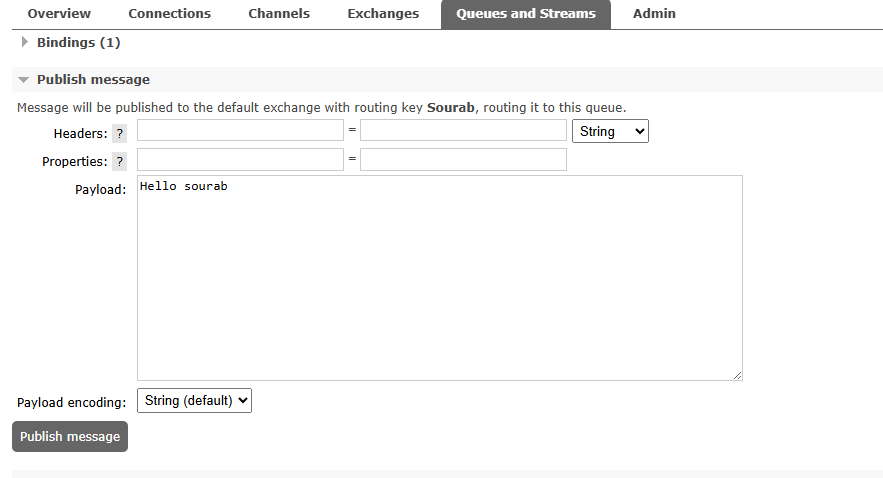 Overview Connections Channels Exchanges Queues and Streams Admin
Bindings (1)
Publish message
Message will be published to the default exchange with routing key Sourab, routing it to this queue.
Headers: ? = String
Properties: ? =
Payload: Hello sourab
Payload encoding: String (default)
Publish message